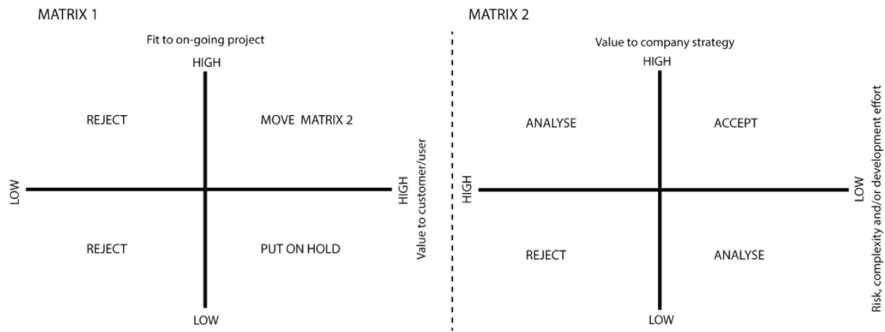 MATRIX 1
Fit to on-going project
HIGH
REJECT
MOVE MATRIX 2
LOW
HIGH
Value to customer/user
REJECT
PUT ON HOLD
LOW
MATRIX 2
Value to company strategy
HIGH
ANALYSE
ACCEPT
HIGH
LOW
Risk, complexity and/or development effort
REJECT
ANALYSE
LOW